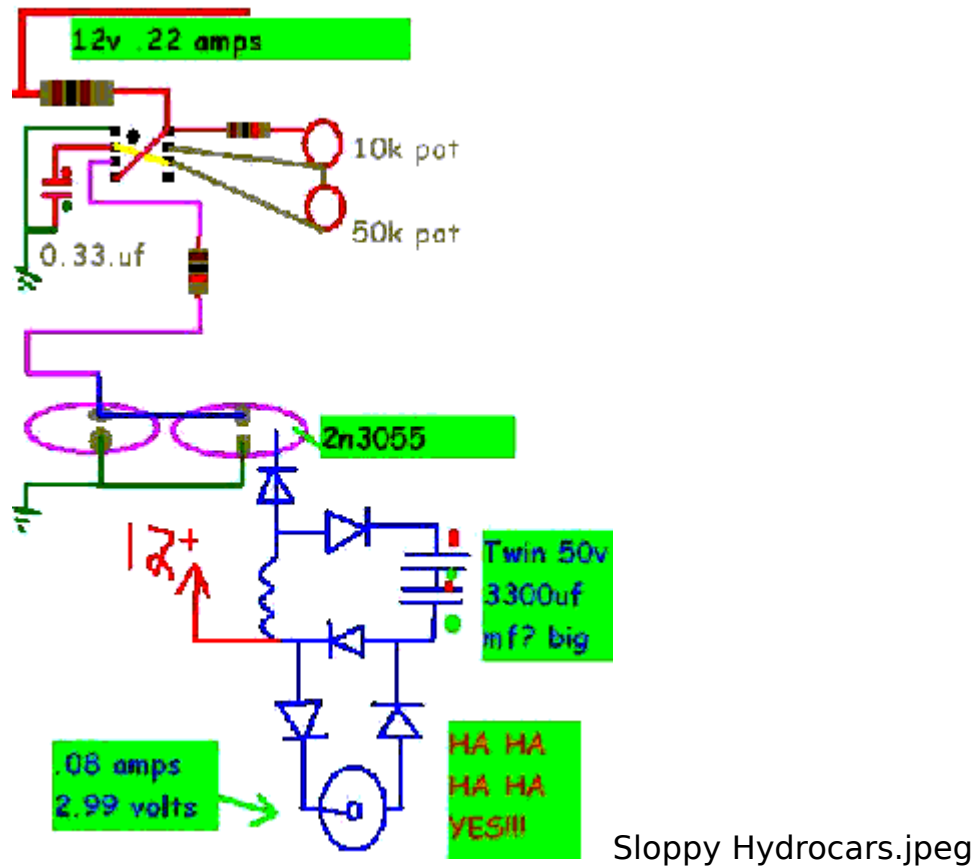 12v .22 amps
10k pot
50k pot
0.33.uf
2n3055
12+
Twin 50v
3300uf
mf? big
.08 amps
2.99 volts
a
HA HA
HA HA
YES!!!
Sloppy Hydrocars.jpeg